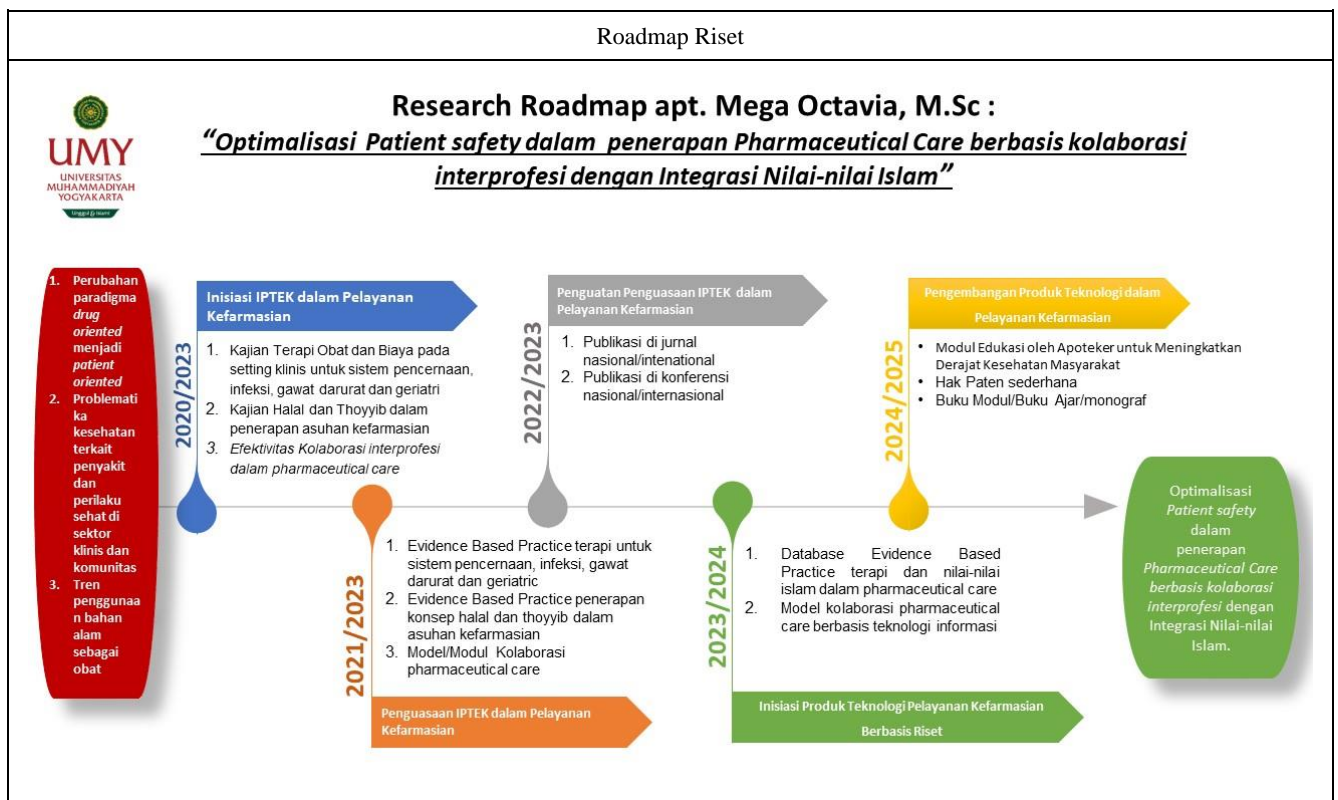 Roadmap Riset
UMY
UNIVERSITAS
MUHAMMADIYAH
YOGYAKARTA
Unggul & Islami
Research Roadmap apt. Mega Octavia, M.Sc :
“Optimalisasi Patient safety dalam penerapan Pharmaceutical Care berbasis kolaborasi
interprofesi dengan Integrasi Nilai-nilai Islam”
1. Perubahan
paradigma
drug
oriented
menjadi
patient
oriented
2. Problemati
ka
kesehatan
terkait
penyakit
dan
perilaku
sehat di
sektor
klinis dan
komunitas
3. Tren
penggunaa
n bahan
alam
sebagai
obat
2020/2023
Inisiasi IPTEK dalam Pelayanan
Kefarmasian
1. Kajian Terapi Obat dan Biaya pada
setting klinis untuk sistem pencernaan,
infeksi, gawat darurat dan geriatri
2. Kajian Halal dan Thoyyib dalam
penerapan asuhan kefarmasian
3. Efektivitas Kolaborasi interprofesi
dalam pharmaceutical care
2021/2023
1. Evidence Based Practice terapi untuk
sistem pencernaan, infeksi, gawat
darurat dan geriatric
2. Evidence Based Practice penerapan
konsep halal dan thoyyib dalam
asuhan kefarmasian
3. Model/Modul Kolaborasi
pharmaceutical care
Penguasaan IPTEK dalam Pelayanan
Kefarmasian
2022/2023
Penguatan Penguasaan IPTEK dalam
Pelayanan Kefarmasian
1. Publikasi di jurnal
nasional/intenational
2. Publikasi di konferensi
nasional/internasional
2023/2024
1. Database Evidence Based
Practice terapi dan nilai-nilai
islam dalam pharmaceutical care
2. Model kolaborasi pharmaceutical
care berbasis teknologi informasi
Inisiasi Produk Teknologi Pelayanan Kefarmasian
Berbasis Riset
2024/2025
Pengembangan Produk Teknologi dalam
Pelayanan Kefarmasian
• Modul Edukasi oleh Apoteker untuk Meningkatkan
Derajat Kesehatan Masyarakat
• Hak Paten sederhana
• Buku Modul/Buku Ajar/monograf
Optimalisasi
Patient safety
dalam
penerapan
Pharmaceutical Care
berbasis kolaborasi
interprofesi dengan
Integrasi Nilai-nilai
Islam.